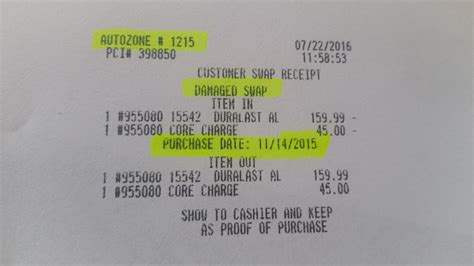 AUTOZONE # 1215 07/22/2016
PCI# 398850 11:58:53
CUSTOMER SWAP RECEIPT
DAMAGED SWAP
ITEM IN
1 #955080 15542 DURALAST AL 159.99 -
1 #955080 CORE CHARGE 45.00 -
PURCHASE DATE: 11/14/2015
ITEM OUT
1 #955080 15542 DURALAST AL 159.99
1 #955080 CORE CHARGE 45.00
SHOW TO CASHIER AND KEEP
AS PROOF OF PURCHASE